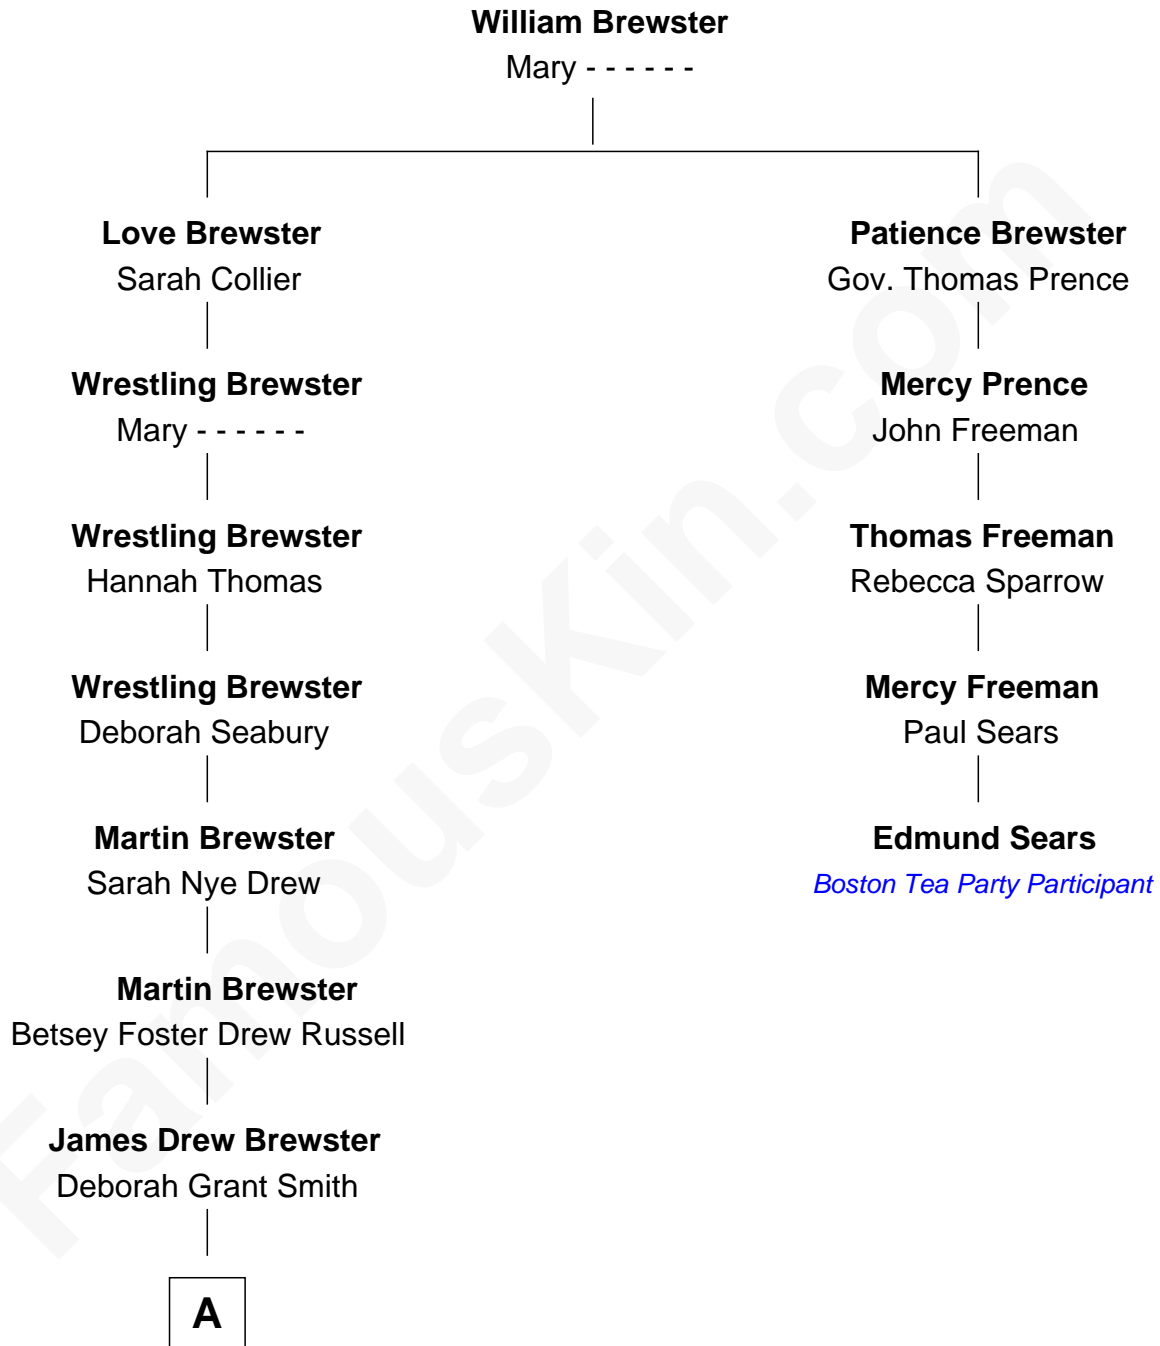 William Brewster
Mary - - - - - -
Love Brewster
Sarah Collier
Wrestling Brewster
Mary - - - - - -
Wrestling Brewster
Hannah Thomas
Wrestling Brewster
Deborah Seabury
Martin Brewster
Sarah Nye Drew
Martin Brewster
Betsey Foster Drew Russell
James Drew Brewster
Deborah Grant Smith
A
Patience Brewster
Gov. Thomas Prence
Mercy Prence
John Freeman
Thomas Freeman
Rebecca Sparrow
Mercy Freeman
Paul Sears
Edmund Sears
Boston Tea Party Participant
FamousKin.com